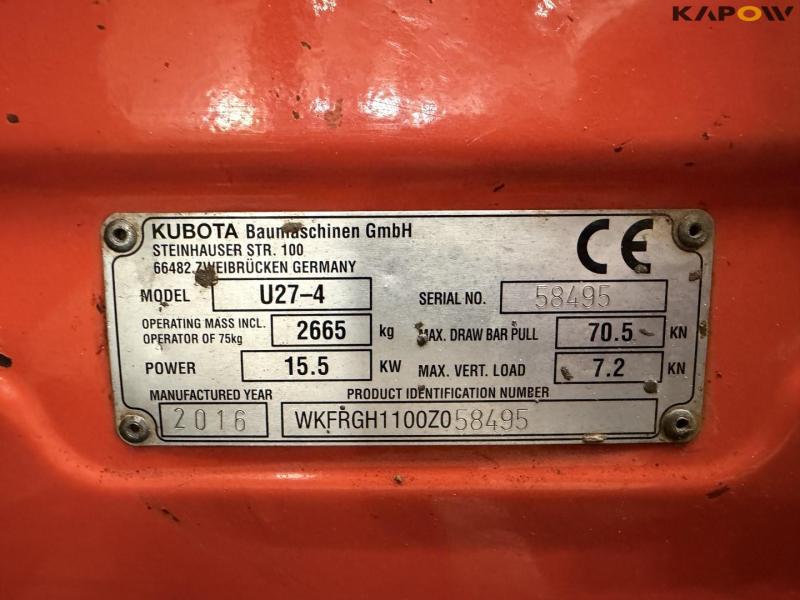 KAPOW
KUBOTA Baumaschinen GmbH
STEINHAUSER STR. 100
66482 ZWEIBRÜCKEN GERMANY
CE
MODEL U27-4 SERIAL NO. 58495
OPERATING MASS INCL. OPERATOR OF 75kg 2665 kg MAX. DRAW BAR PULL 70.5 KN
POWER 15.5 KW MAX. VERT. LOAD 7.2 KN
MANUFACTURED YEAR PRODUCT IDENTIFICATION NUMBER
2016 WKFRGH1100Z058495